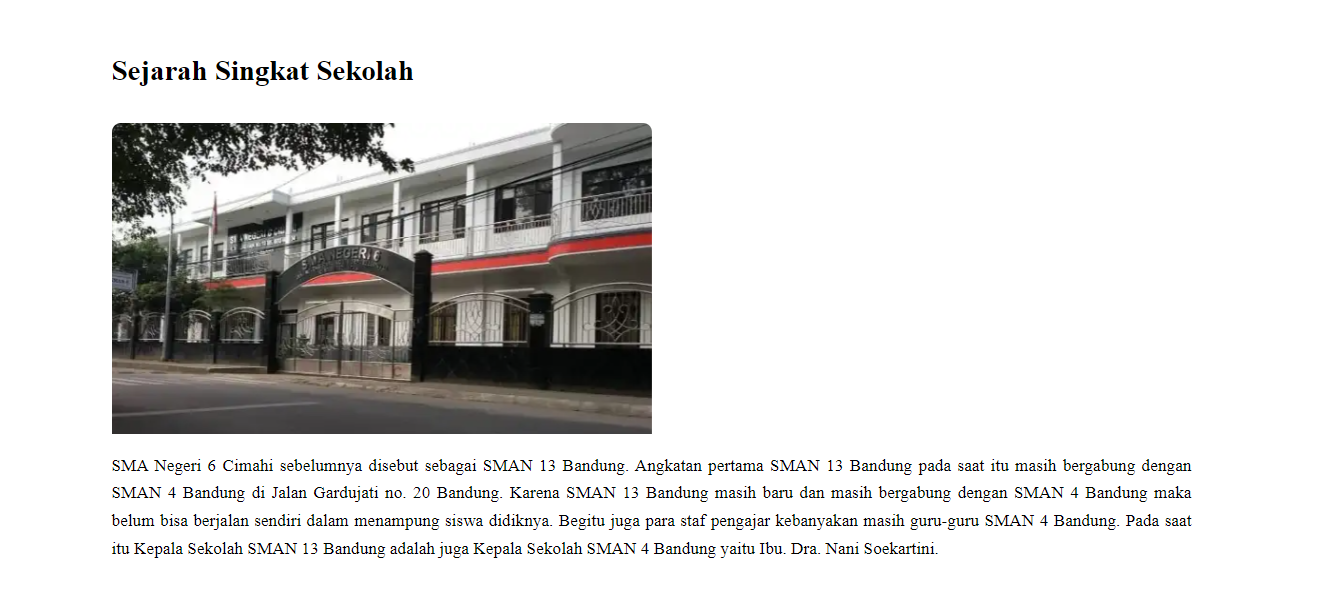 Sejarah Singkat Sekolah
SMA NEGERI 6
SMA Negeri 6 Cimahi sebelumnya disebut sebagai SMAN 13 Bandung. Angkatan pertama SMAN 13 Bandung pada saat itu masih bergabung dengan
SMAN 4 Bandung di Jalan Gardujati no. 20 Bandung. Karena SMAN 13 Bandung masih baru dan masih bergabung dengan SMAN 4 Bandung maka
belum bisa berjalan sendiri dalam menampung siswa didiknya. Begitu juga para staf pengajar kebanyakan masih guru-guru SMAN 4 Bandung. Pada saat
itu Kepala Sekolah SMAN 13 Bandung adalah juga Kepala Sekolah SMAN 4 Bandung yaitu Ibu. Dra. Nani Soekartini.